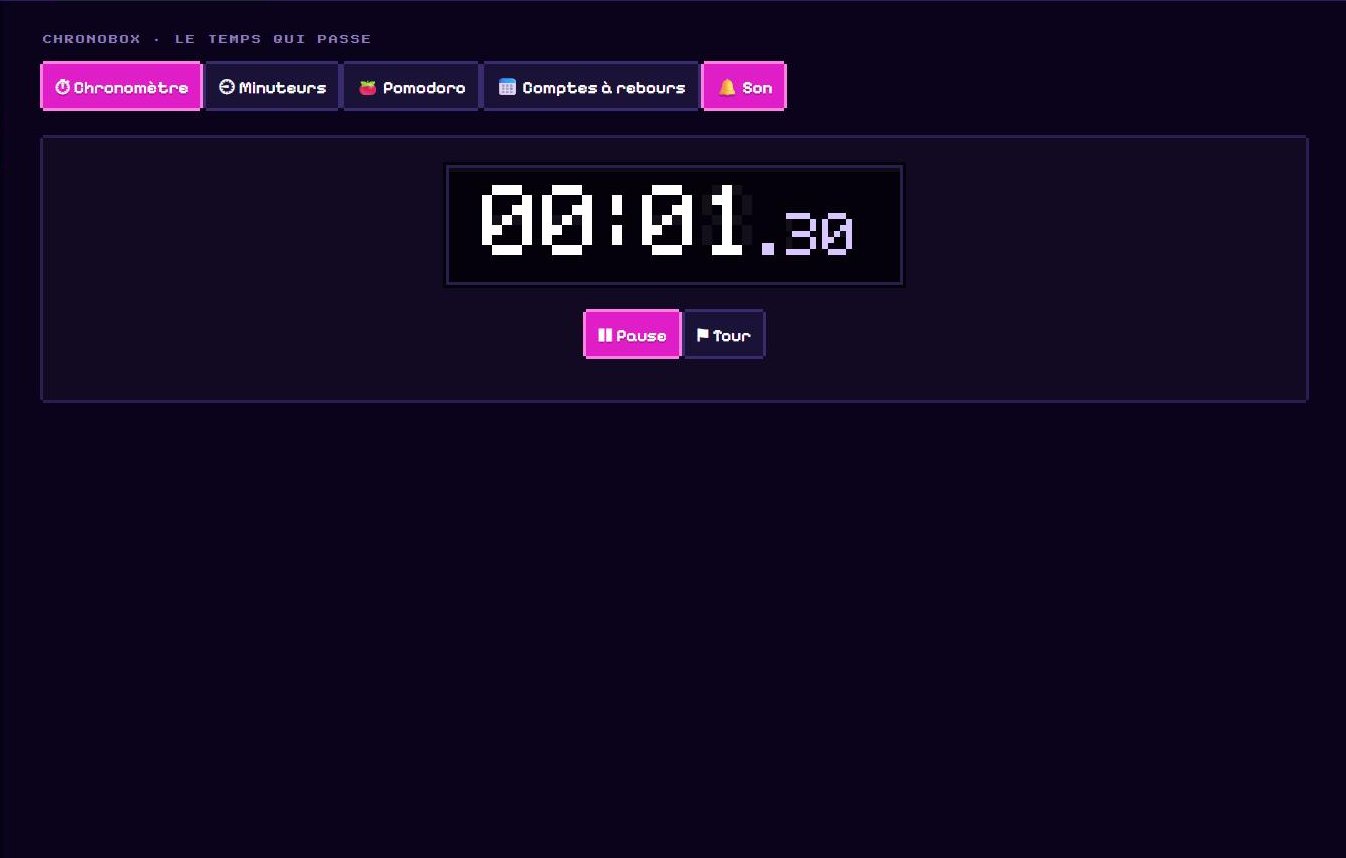 CHRONOBOX · LE TEMPS QUI PASSE
⏱ Chronomètre 🕘 Minuteurs 🍅 Pomodoro 📅 Comptes à rebours 🔔 Son
00:01.30
⏸ Pause ⚑ Tour